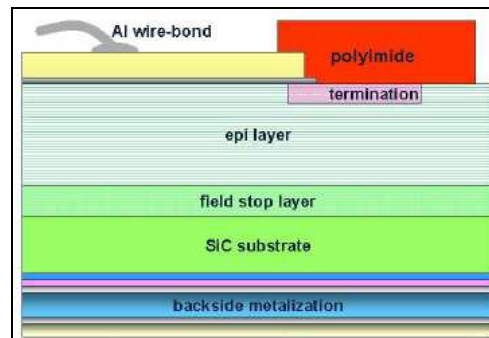 Al wire-bond
polyimide
termination
epi layer
field stop layer
SiC substrate
backside metalization